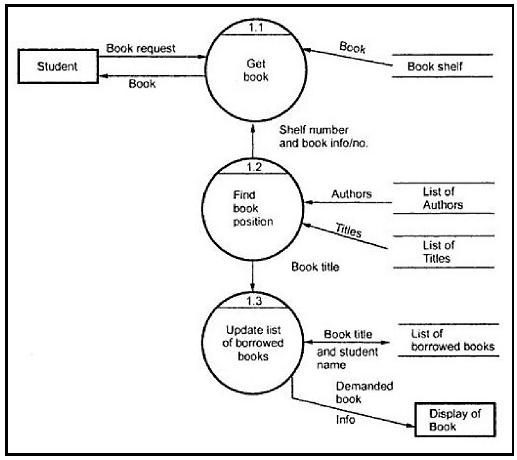 1.1
Get
book
Student
Book request
Book
Book
Book shelf
Shelf number
and book info/no.
1.2
Find
book
position
Authors
List of
Authors
Titles
List of
Titles
Book title
1.3
Update list
of borrowed
books
Book title
and student
name
List of
borrowed books
Demanded
book
Info
Display of
Book